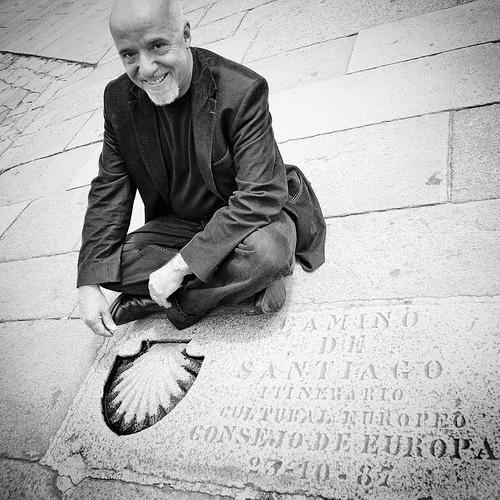 CAMINO
DE
SANTIAGO
ITINERARIO
CULTURAL EUROPEO
CONSEJO DE EUROPA
23-10-87